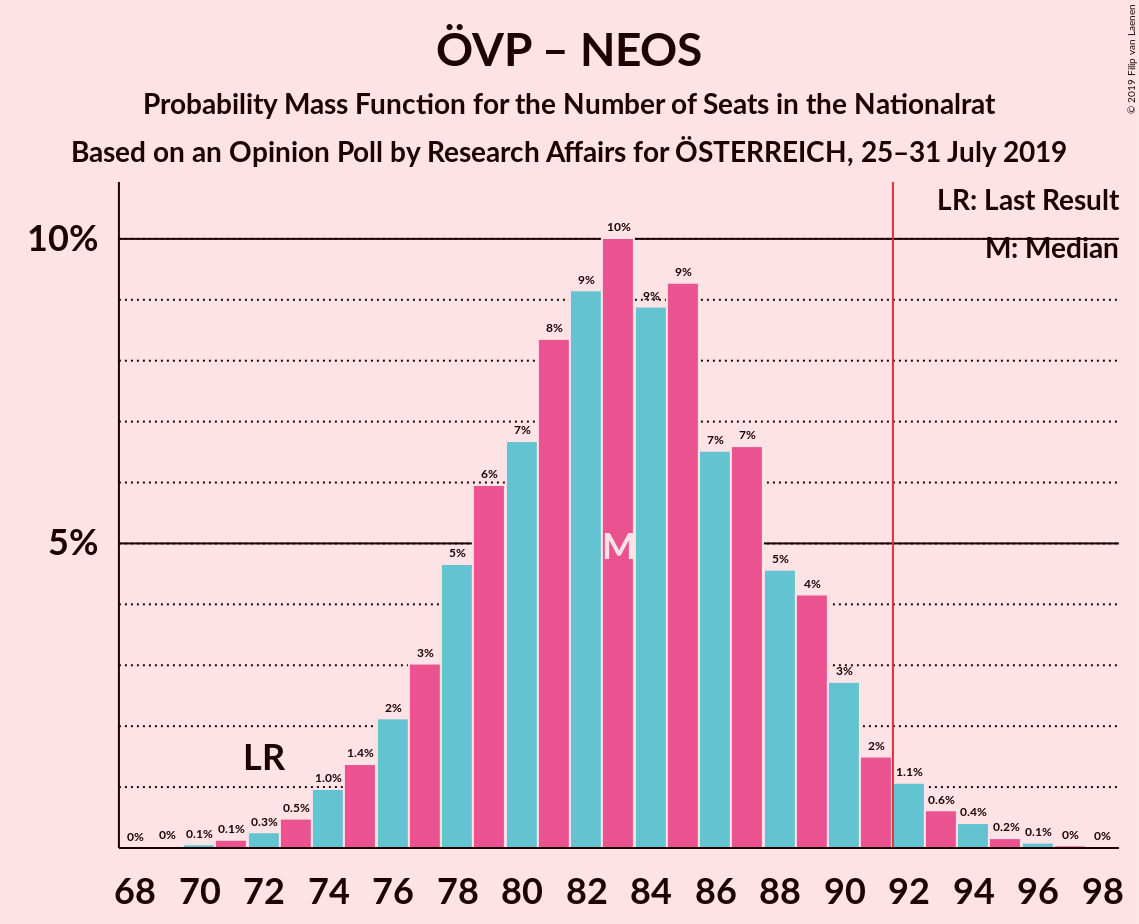 ÖVP – NEOS
Probability Mass Function for the Number of Seats in the Nationalrat
Based on an Opinion Poll by Research Affairs for ÖSTERREICH, 25–31 July 2019
© 2019 Filip van Laenen
LR: Last Result
M: Median
10%
5%
0% 0% 0.1% 0.1% 0.3% 0.5% 1.0% 1.4% 2% 3% 5% 6% 7% 8% 9% 10% 9% 9% 7% 7% 5% 4% 3% 2% 1.1% 0.6% 0.4% 0.2% 0.1% 0% 0%
LR
M
68 70 72 74 76 78 80 82 84 86 88 90 92 94 96 98